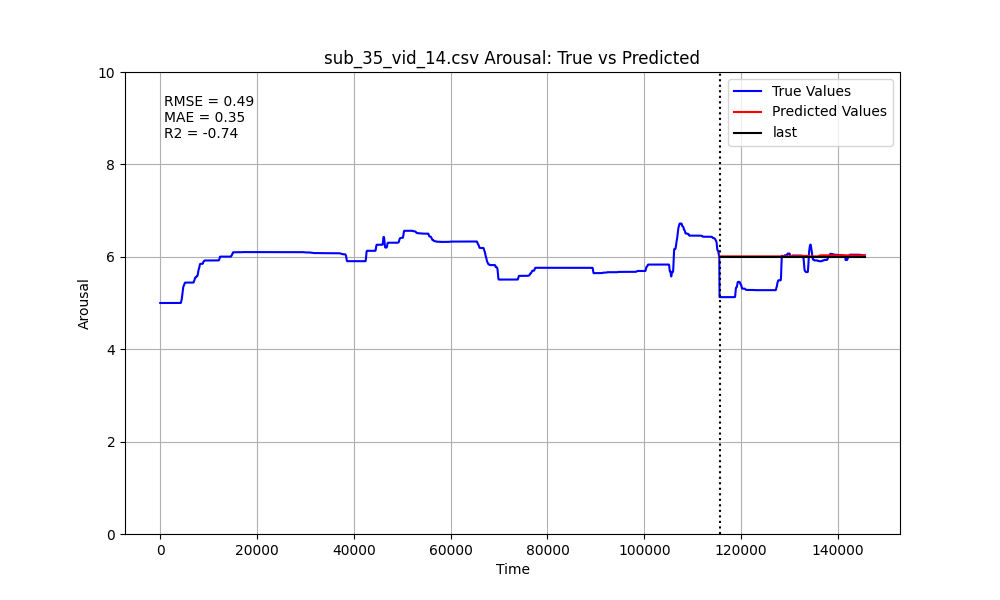 sub_35_vid_14.csv Arousal: True vs Predicted
RMSE = 0.49
MAE = 0.35
R2 = -0.74
True Values
Predicted Values
last
10
8
6
4
2
0
Arousal
0 20000 40000 60000 80000 100000 120000 140000
Time